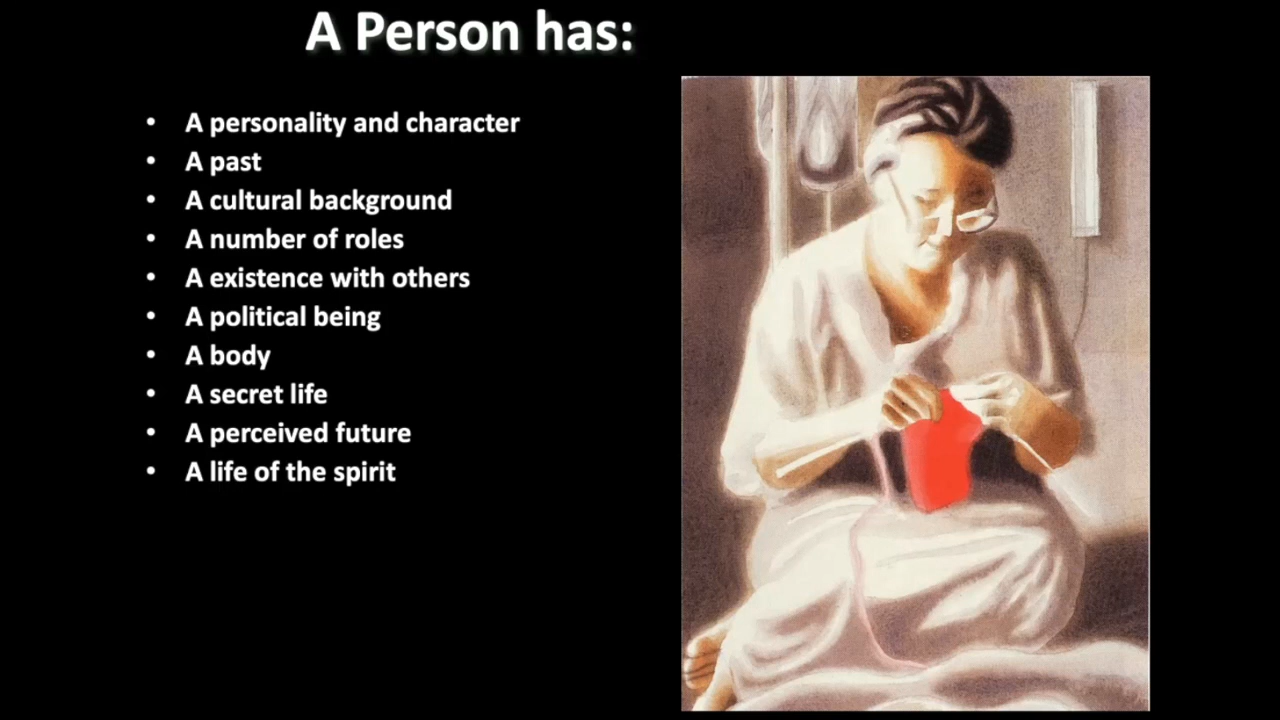 A Person has:
• A personality and character
• A past
• A cultural background
• A number of roles
• A existence with others
• A political being
• A body
• A secret life
• A perceived future
• A life of the spirit